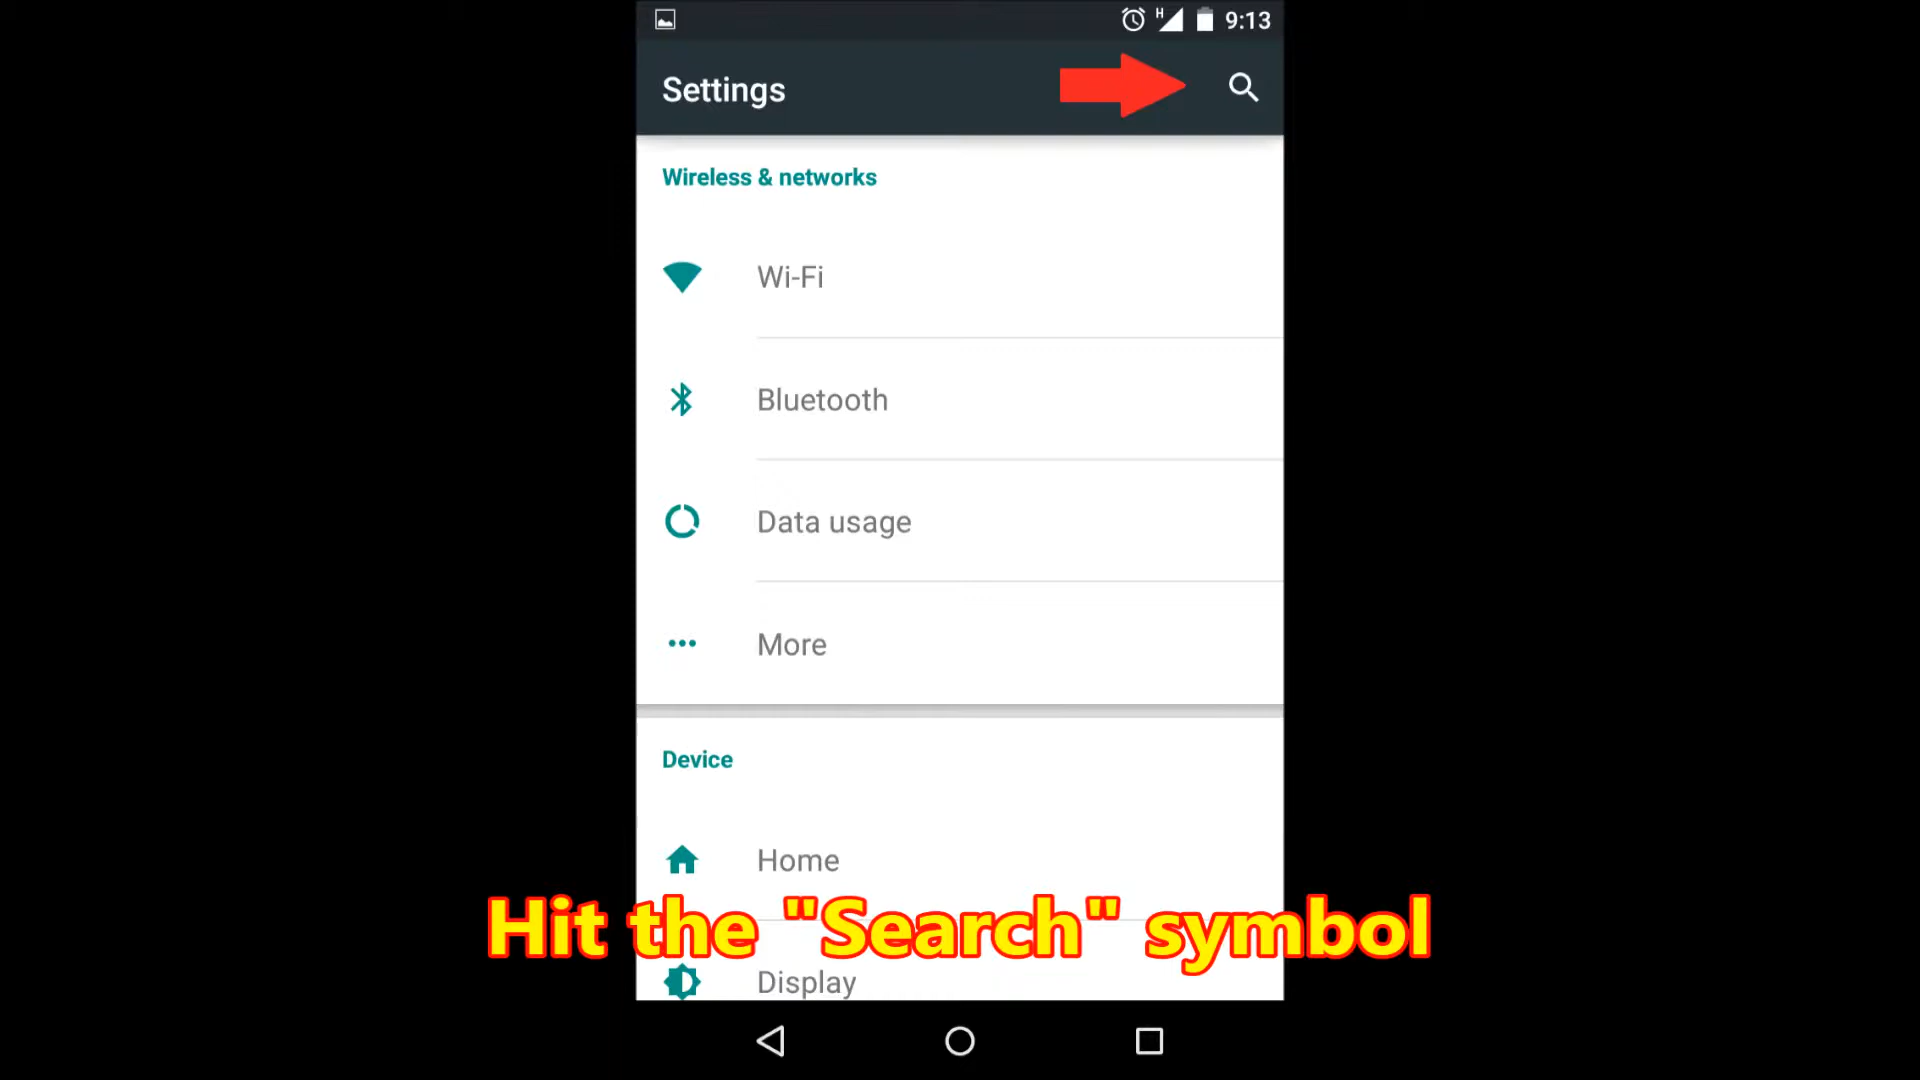 H 9:13
Settings
Wireless & networks
Wi-Fi
Bluetooth
Data usage
More
Device
Home
Hit the "Search" symbol
Display